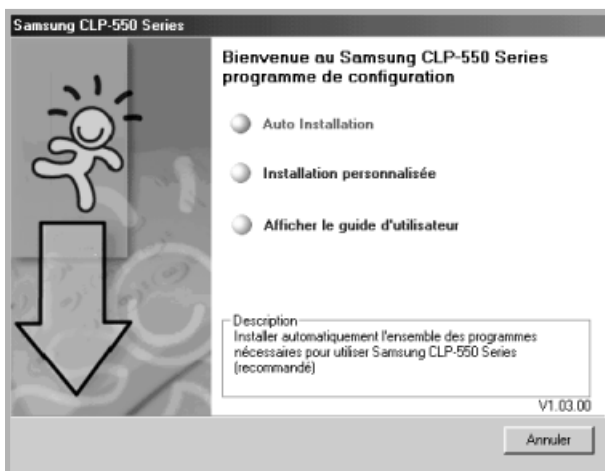 Samsung CLP-550 Series
Bienvenue au Samsung CLP-550 Series
programme de configuration
Auto Installation
Installation personnalisée
Afficher le guide d'utilisateur
Description
Installer automatiquement l'ensemble des programmes
nécessaires pour utiliser Samsung CLP-550 Series
(recommandé)
V1.03.00
Annuler